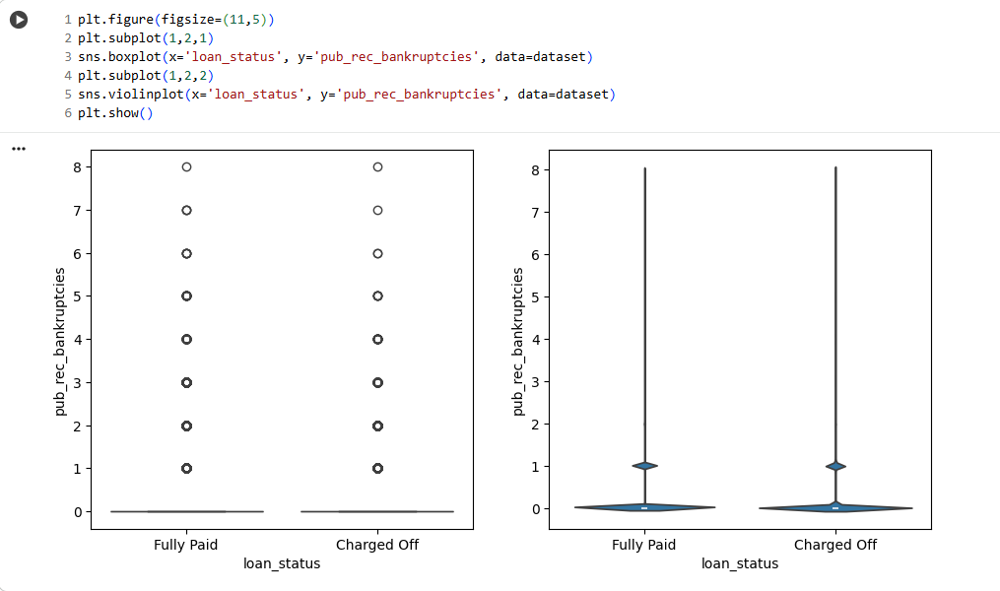 1 plt.figure(figsize=(11,5))
2 plt.subplot(1,2,1)
3 sns.boxplot(x='loan_status', y='pub_rec_bankruptcies', data=dataset)
4 plt.subplot(1,2,2)
5 sns.violinplot(x='loan_status', y='pub_rec_bankruptcies', data=dataset)
6 plt.show()
8
7
6
5
4
3
2
1
0
pub_rec_bankruptcies
Fully Paid Charged Off
loan_status
8
7
6
5
4
3
2
1
0
pub_rec_bankruptcies
Fully Paid Charged Off
loan_status